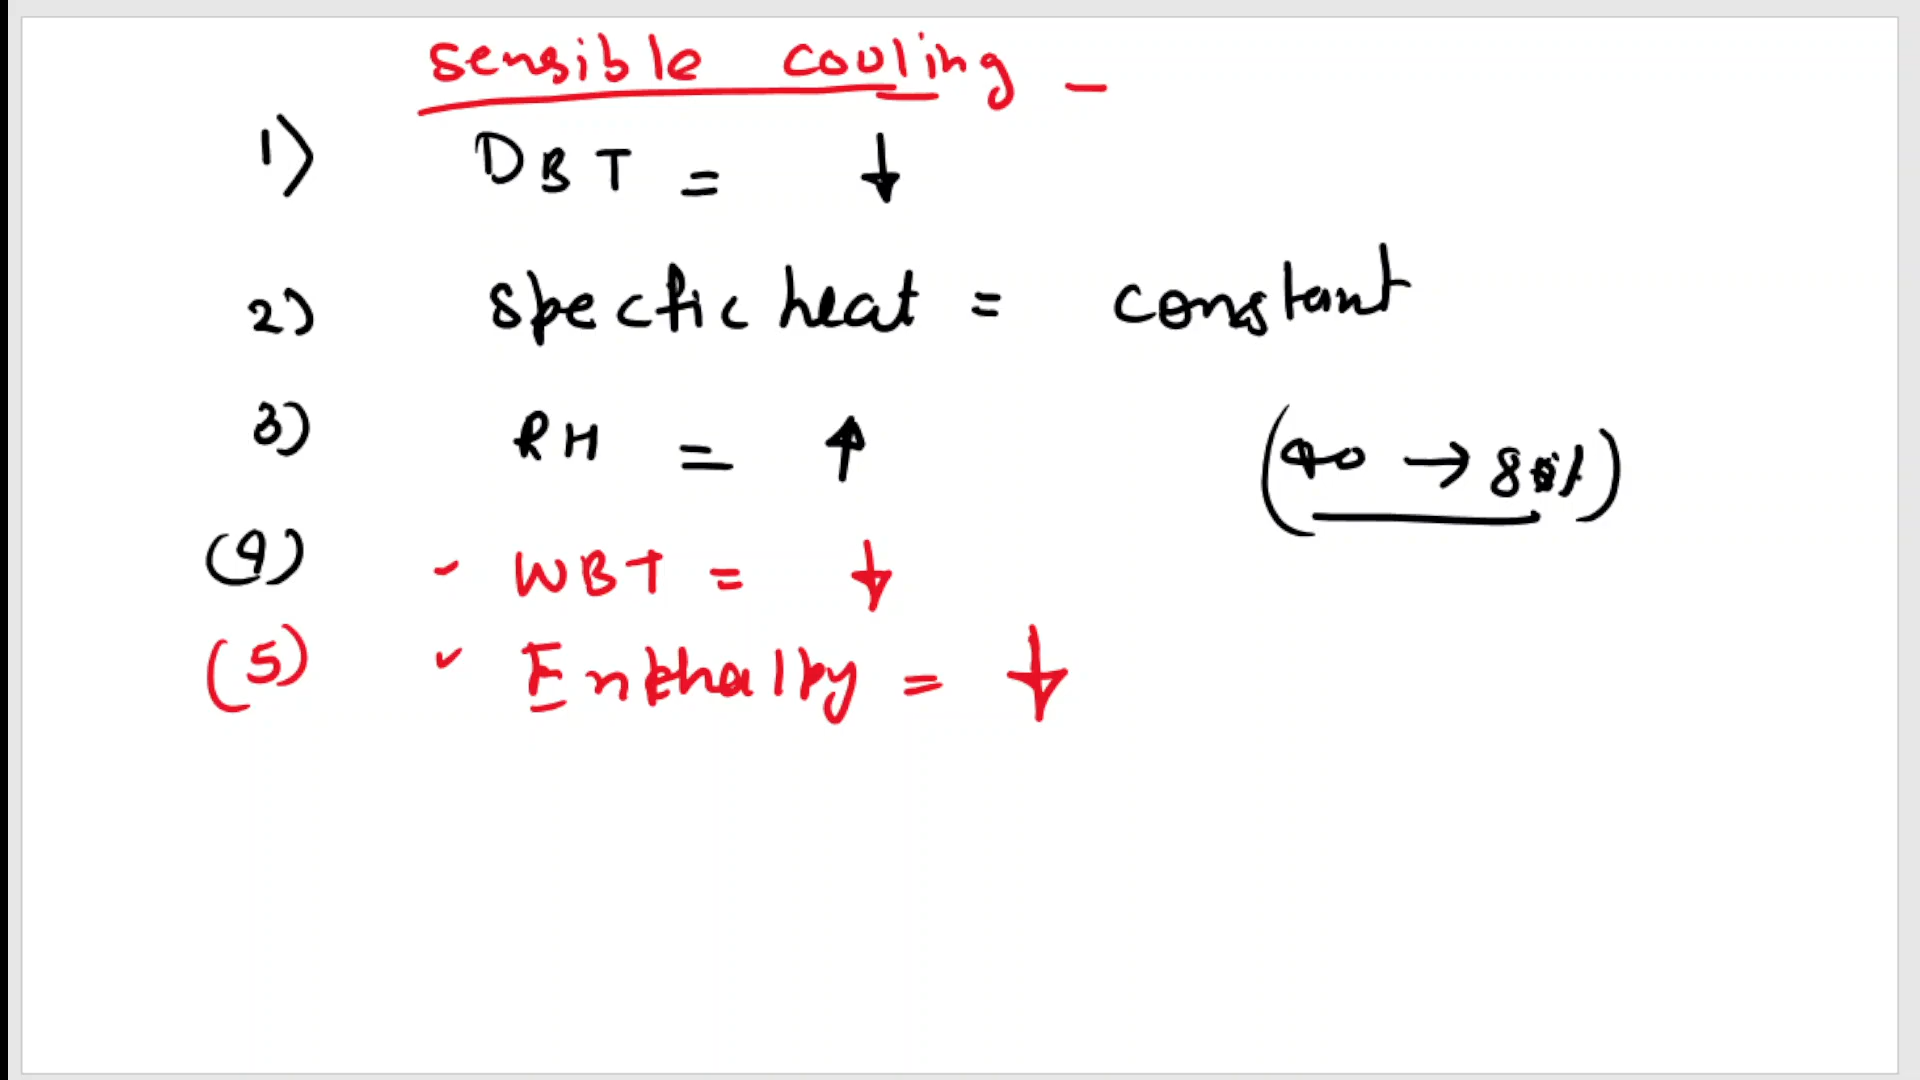 sensible cooling -
1) DBT = ↓
2) spectic heat = constant
3) RH = ↑ (40 → 80%)
(4) - WBT = ↓
(5) ✓ Enthalpy = ↓